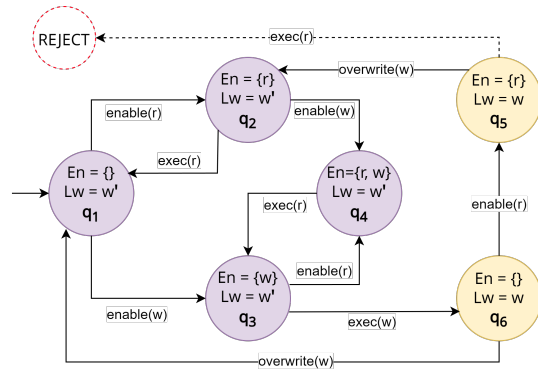 REJECT
exec(r)
overwrite(w)
En = {r}
Lw = w'
q2
En = {r}
Lw = w
q5
enable(r)
enable(w)
exec(r)
En = {}
Lw = w'
q1
En={r, w}
Lw = w'
q4
exec(r)
enable(r)
enable(r)
En = {w}
Lw = w'
q3
En = {}
Lw = w
q6
enable(w)
exec(w)
overwrite(w)